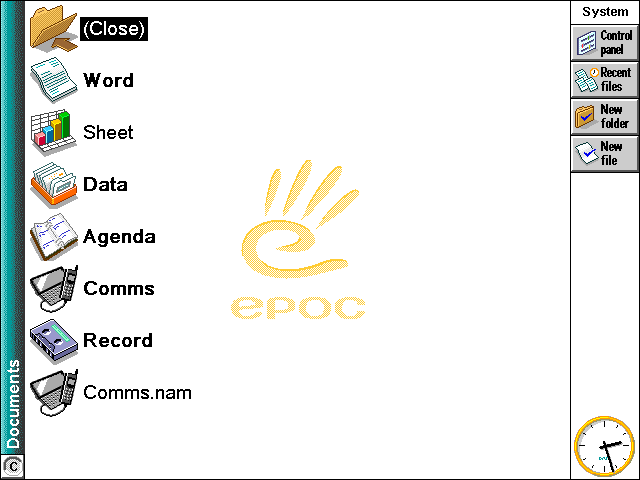 (Close)
Word
Sheet
Data
Agenda
Comms
Record
Comms.nam
Documents
C
epoc
System
Control
panel
Recent
files
New
folder
New
file